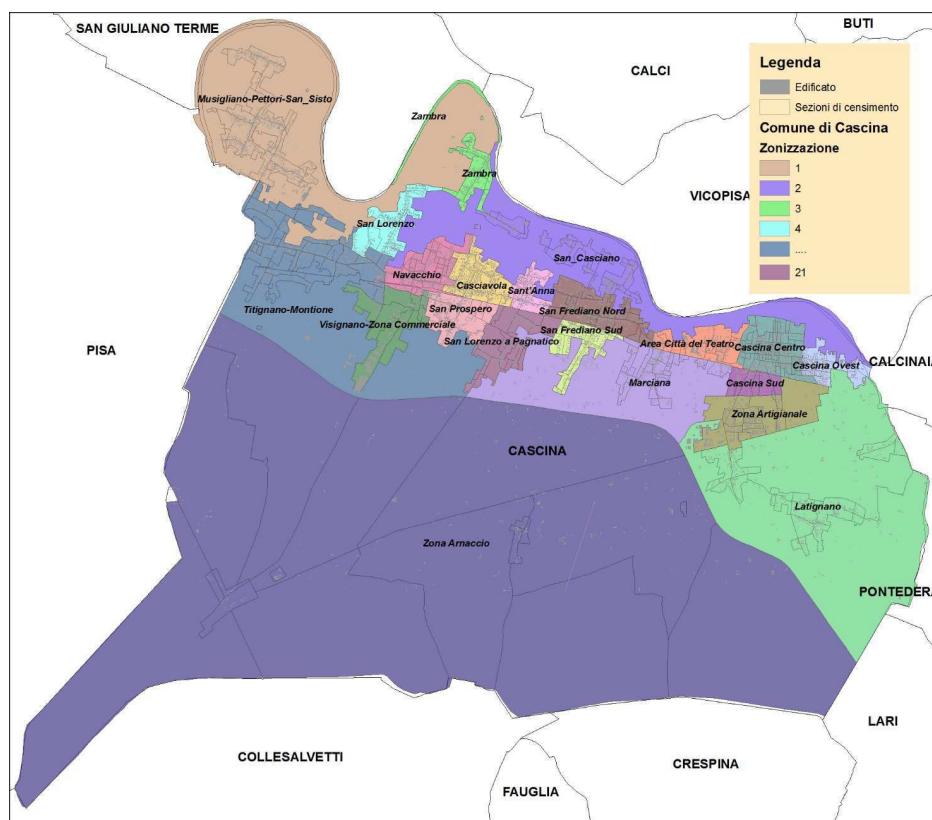 SAN GIULIANO TERME
BUTI
CALCI
Legenda
Edificato
Sezioni di censimento
Comune di Cascina
Zonizzazione
1
2
3
4
....
21
Musigliano-Pettori-San_Sisto
Zambra
Zambra
VICOPISA
San Lorenzo
San_Casciano
Navacchio
Casciavola
Sant'Anna
Titignano-Montione
San Prospero
San Frediano Nord
Visignano-Zona Commerciale
San Frediano Sud
San Lorenzo a Pagnatico
Area Città del Teatro
Cascina Centro
PISA
Cascina Ovest
CALCINAIA
Marciana
Cascina Sud
Zona Artigianale
CASCINA
Latignano
Zona Arnaccio
PONTEDERA
LARI
COLLESALVETTI
CRESPINA
FAUGLIA